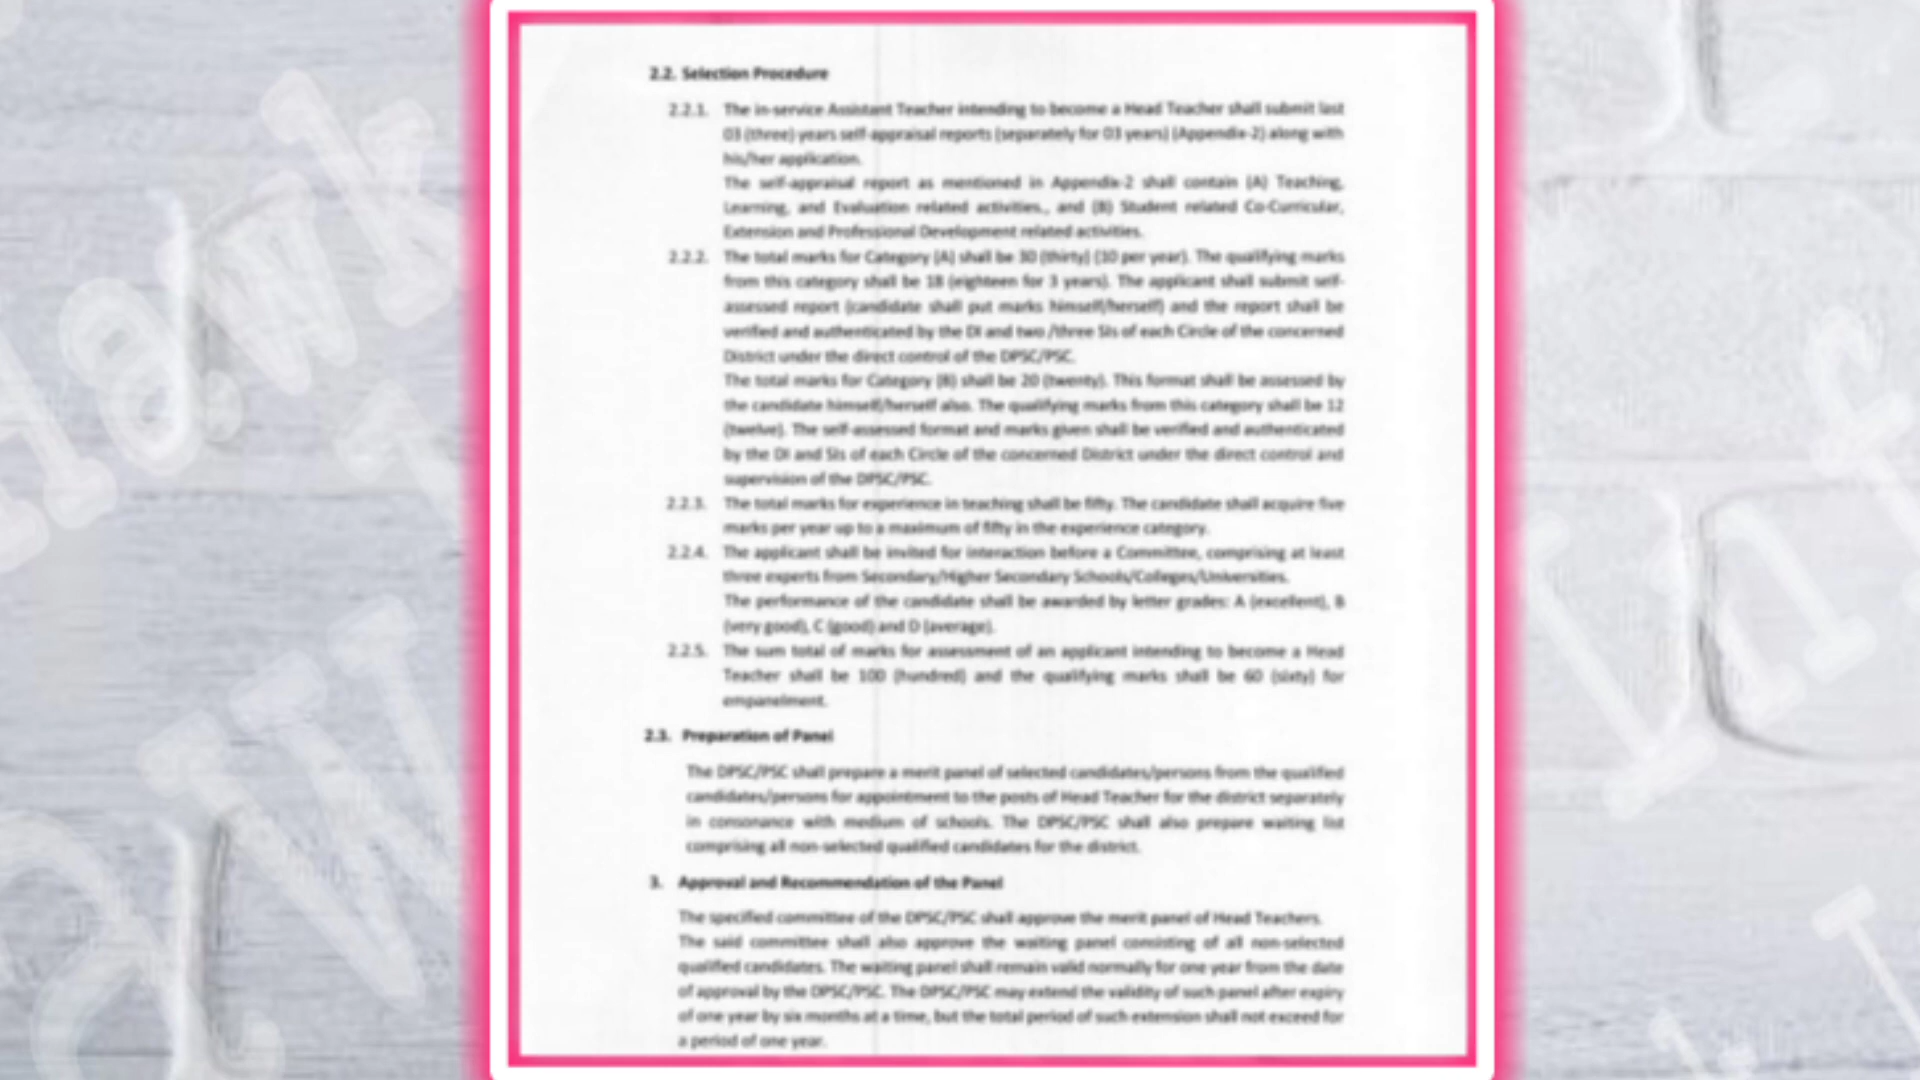 2.2. Selection Procedure
2.2.1. The in-service Assistant Teacher intending to become a Head Teacher shall submit last
03 (three) years self-appraisal reports (separately for 03 years) (Appendix-2) along with
his/her application.
The self-appraisal report as mentioned in Appendix-2 shall contain (A) Teaching,
Learning, and Evaluation related activities., and (B) Student related Co-Curricular,
Extension and Professional Development related activities.
2.2.2. The total marks for Category (A) shall be 30 (thirty) (10 per year). The qualifying marks
from this category shall be 18 (eighteen for 3 years). The applicant shall submit self-
assessed report (candidate shall put marks himself/herself) and the report shall be
verified and authenticated by the DI and two /three SIs of each Circle of the concerned
District under the direct control of the DPSC/PSC.
The total marks for Category (B) shall be 20 (twenty). This format shall be assessed by
the candidate himself/herself also. The qualifying marks from this category shall be 12
(twelve). The self-assessed format and marks given shall be verified and authenticated
by the DI and SIs of each Circle of the concerned District under the direct control and
supervision of the DPSC/PSC.
2.2.3. The total marks for experience in teaching shall be fifty. The candidate shall acquire five
marks per year up to a maximum of fifty in the experience category.
2.2.4. The applicant shall be invited for interaction before a Committee, comprising at least
three experts from Secondary/Higher Secondary Schools/Colleges/Universities.
The performance of the candidate shall be awarded by letter grades: A (excellent), B
(very good), C (good) and D (average).
2.2.5. The sum total of marks for assessment of an applicant intending to become a Head
Teacher shall be 100 (hundred) and the qualifying marks shall be 60 (sixty) for
empanelment.
2.3. Preparation of Panel
The DPSC/PSC shall prepare a merit panel of selected candidates/persons from the qualified
candidates/persons for appointment to the posts of Head Teacher for the district separately
in consonance with medium of schools. The DPSC/PSC shall also prepare waiting list
comprising all non-selected qualified candidates for the district.
3. Approval and Recommendation of the Panel
The specified committee of the DPSC/PSC shall approve the merit panel of Head Teachers.
The said committee shall also approve the waiting panel consisting of all non-selected
qualified candidates. The waiting panel shall remain valid normally for one year from the date
of approval by the DPSC/PSC. The DPSC/PSC may extend the validity of such panel after expiry
of one year by six months at a time, but the total period of such extension shall not exceed for
a period of one year.